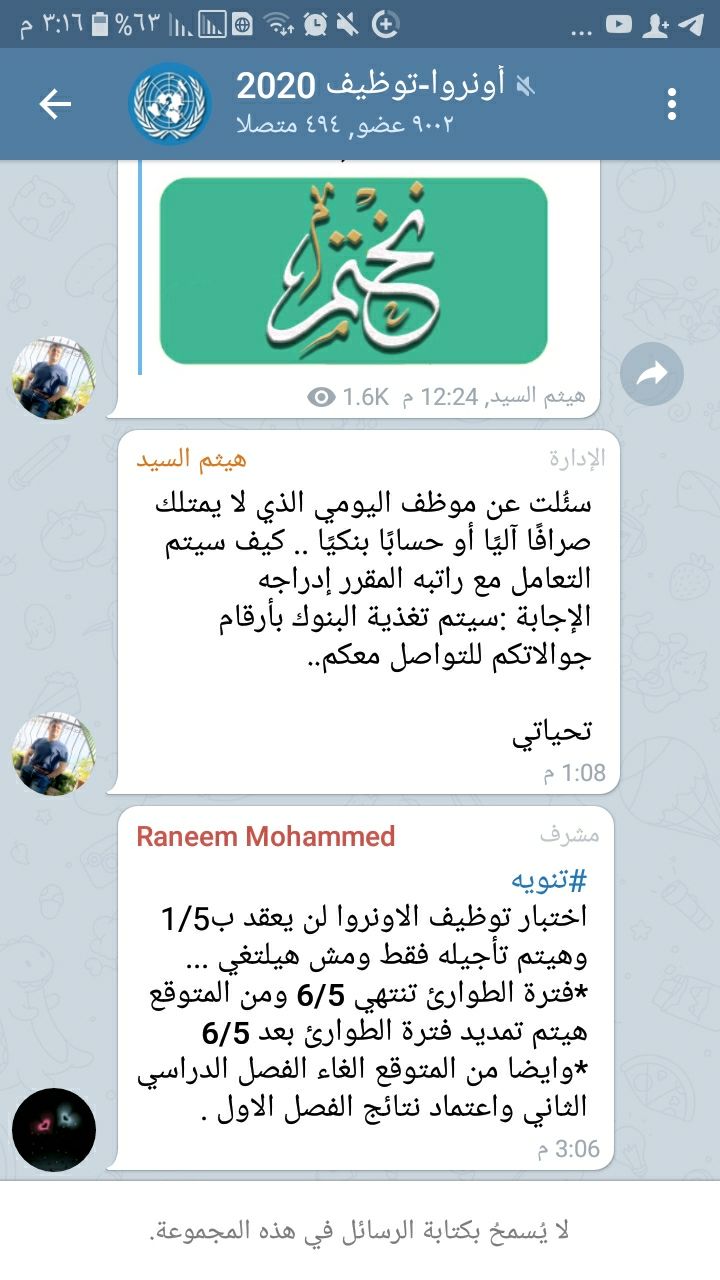 ٣:١٦ م ٦٣%
أونروا-توظيف 2020
٩٠٠٢ عضو, ٤٩٤ متصلا
نختم
هيثم السيد, 12:24 م 1.6K
هيثم السيد الإدارة
سئُلت عن موظف اليومي الذي لا يمتلك
صرافًا آليًا أو حسابًا بنكيًا .. كيف سيتم
التعامل مع راتبه المقرر إدراجه
الإجابة :سيتم تغذية البنوك بأرقام
جوالاتكم للتواصل معكم..
تحياتي
1:08 م
Raneem Mohammed مشرف
#تنويه
اختبار توظيف الاونروا لن يعقد ب1/5
وهيتم تأجيله فقط ومش هيلتغي ...
*فترة الطوارئ تنتهي 6/5 ومن المتوقع
هيتم تمديد فترة الطوارئ بعد 6/5
*وايضا من المتوقع الغاء الفصل الدراسي
الثاني واعتماد نتائج الفصل الاول .
3:06 م
لا يُسمحُ بكتابة الرسائل في هذه المجموعة.